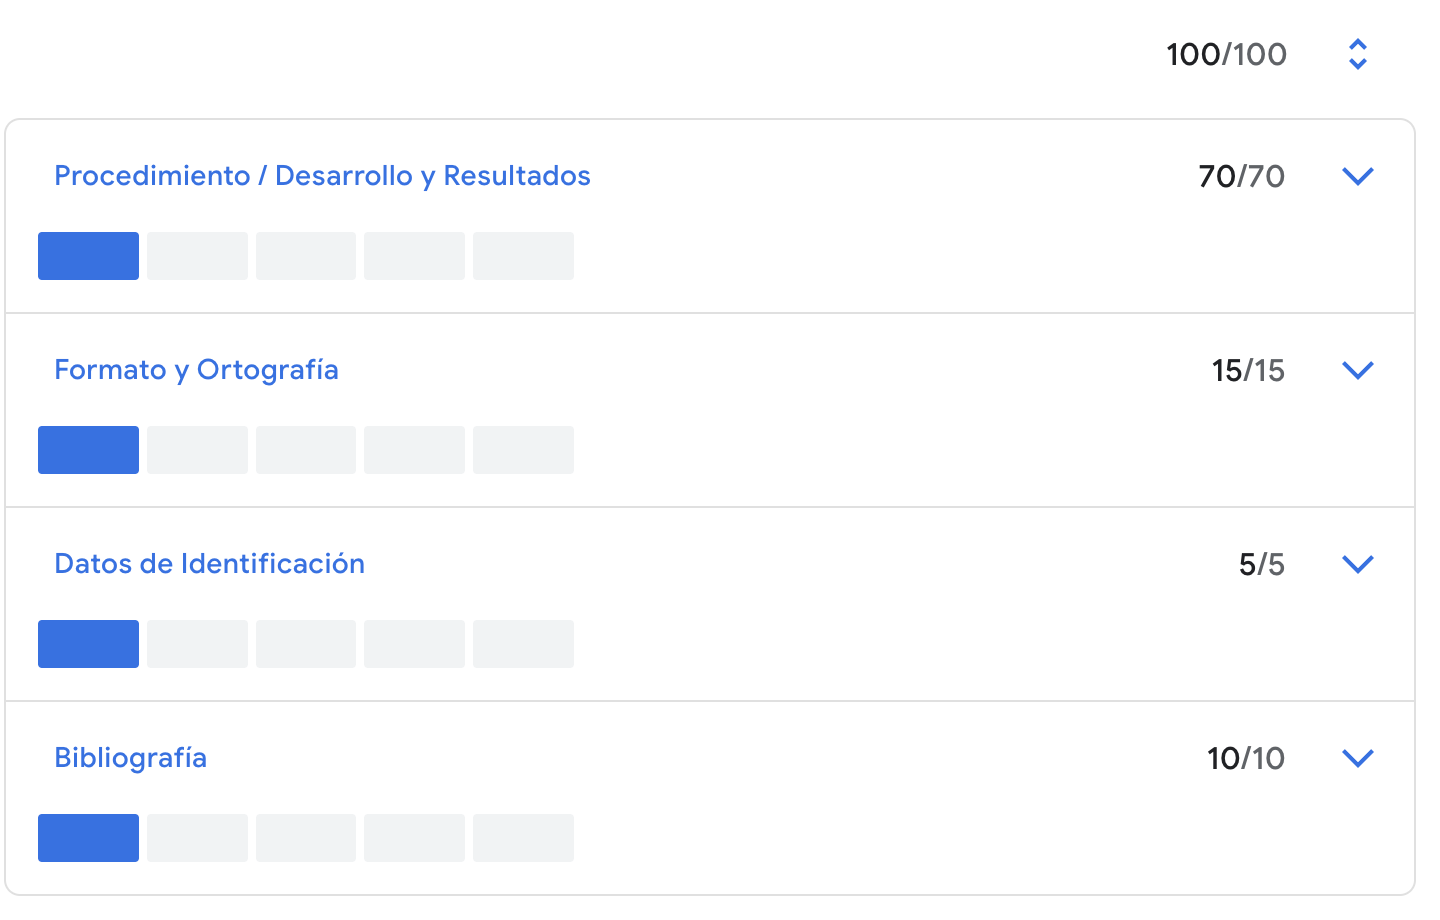 100/100
Procedimiento / Desarrollo y Resultados 70/70
Formato y Ortografía 15/15
Datos de Identificación 5/5
Bibliografía 10/10